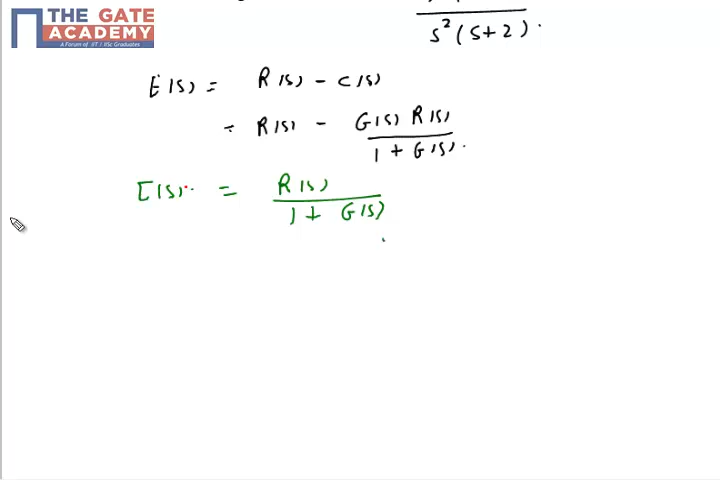 THE GATE
ACADEMY
A Forum of IIT / IISc Graduates
s²(s+2).
E(s) = R(s) - C(s)
= R(s) - G(s) R(s) / 1 + G(s).
E(s) = R(s) / 1 + G(s)